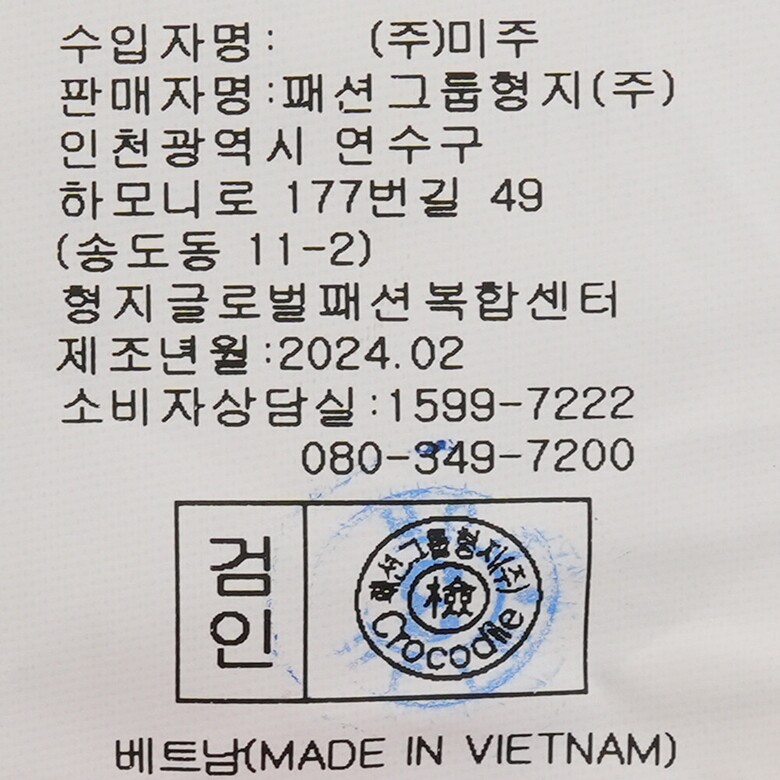 수입자명: (주)미주
판매자명:패션그룹형지(주)
인천광역시 연수구
하모니로 177번길 49
(송도동 11-2)
형지글로벌패션복합센터
제조년월:2024.02
소비자상담실:1599-7222
080-349-7200
검인
패션그룹형지(주)
檢
Crocodile
베트남(MADE IN VIETNAM)